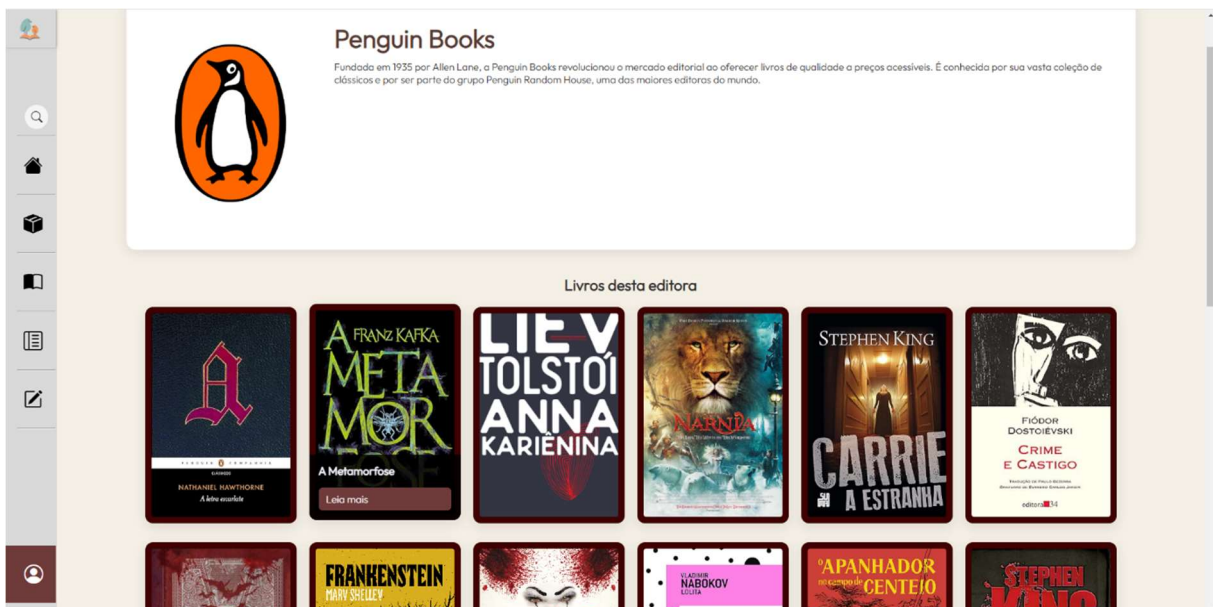 Penguin Books
Fundada em 1935 por Allen Lane, a Penguin Books revolucionou o mercado editorial ao oferecer livros de qualidade a preços acessíveis. É conhecida por sua vasta coleção de
clássicos e por ser parte do grupo Penguin Random House, uma das maiores editoras do mundo.
Livros desta editora
PENGUIN COMPANHIA
CLÁSSICOS
NATHANIEL HAWTHORNE
A letra escarlate
A FRANZ KAFKA
META
MOR
FOSE
A Metamorfose
Leia mais
LIEV
TOLSTÓI
ANNA
KARIÊNINA
NARNIA
STEPHEN KING
CARRIE
A ESTRANHA
SUMA
FIÓDOR
DOSTOIÉVSKI
CRIME
E CASTIGO
editora 34
FRANKENSTEIN
MARY SHELLEY
VLADIMIR
NABOKOV
LOLITA
O APANHADOR
no campo de CENTEIO
STEPHEN
KING